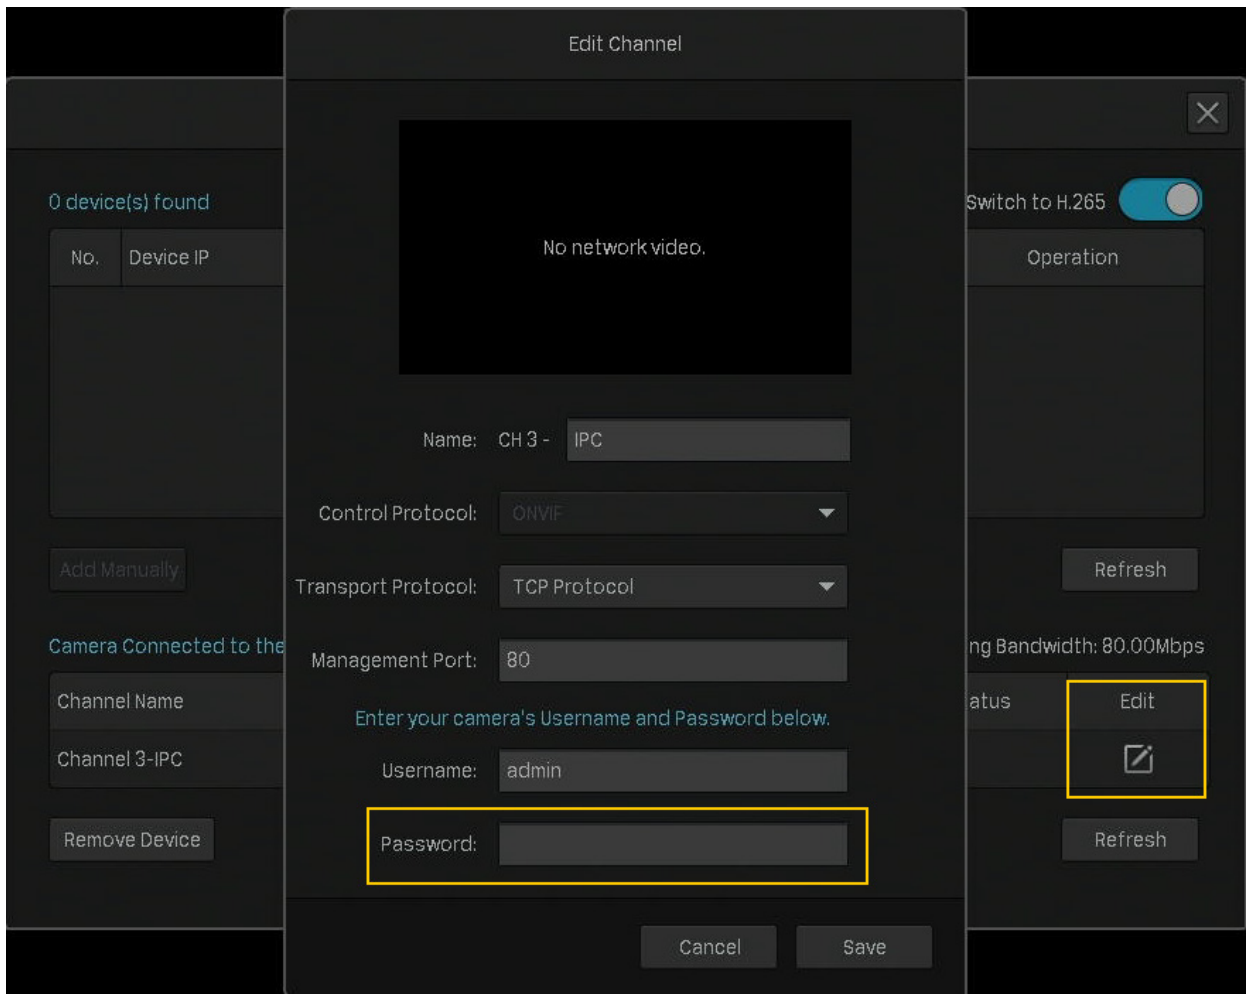 Edit Channel
0 device(s) found
Switch to H.265
No. Device IP
Operation
No network video.
Name: CH 3 - IPC
Control Protocol: ONVIF
Add Manually
Refresh
Transport Protocol: TCP Protocol
Camera Connected to the
ng Bandwidth: 80.00Mbps
Management Port: 80
Channel Name
atus Edit
Enter your camera's Username and Password below.
Channel 3-IPC
Username: admin
Remove Device
Password:
Refresh
Cancel Save